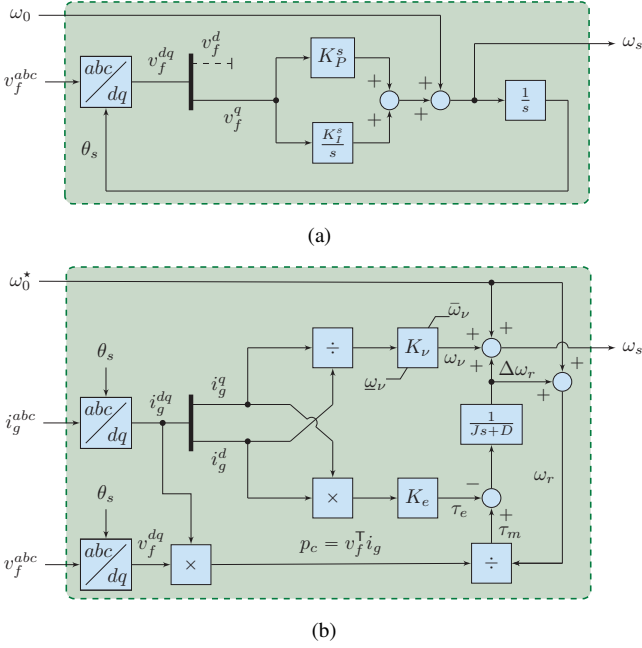 ω₀
v_f^d
ω_s
K_P^s
v_f^{dq}
abc
dq
+
+
+
+
1
s
v_f^{abc}
v_f^q
K_I^s
s
θ_s
(a)
ω₀^⋆
ω̄_ν
÷
K_ν
+
+
+
ω_s
θ_s
ω_ν
i_g^q
ω̲_ν
Δω_r
+
+
i_g^{dq}
abc
dq
i_g^{abc}
1
Js+D
i_g^d
ω_r
×
K_e
−
τ_e
θ_s
+
τ_m
v_f^{dq}
p_c = v_f^⊤ i_g
abc
dq
×
÷
v_f^{abc}
(b)